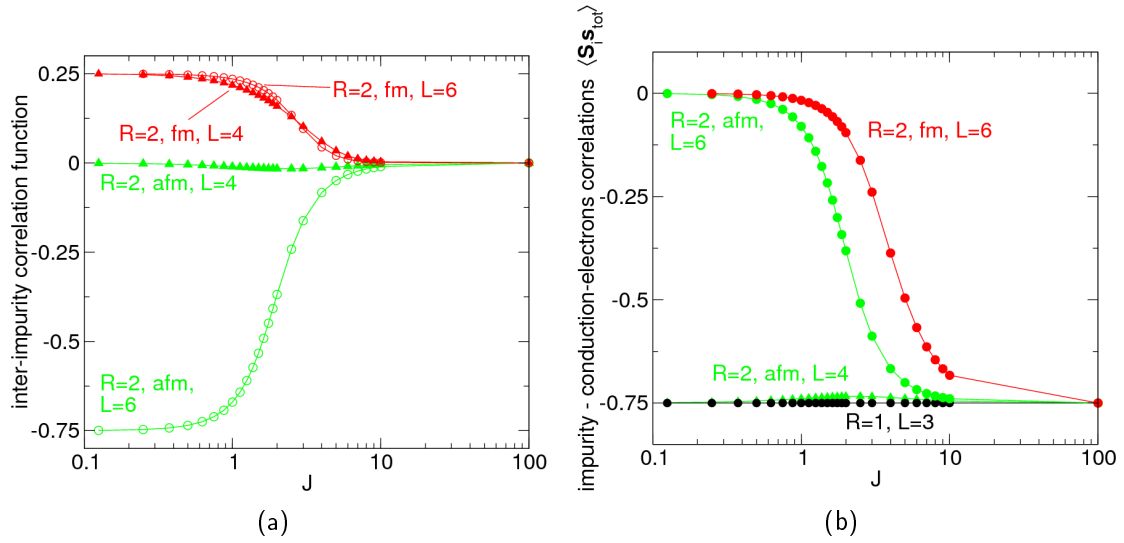 inter-impurity correlation function
0.25
0
-0.25
-0.5
-0.75
R=2, fm, L=6
R=2, fm, L=4
R=2, afm, L=4
R=2, afm,
L=6
0.1
1
10
100
J
(a)
impurity - conduction-electrons correlations ⟨S_i s_tot⟩
0
-0.25
-0.5
-0.75
R=2, afm,
L=6
R=2, fm, L=6
R=2, afm, L=4
R=1, L=3
0.1
1
10
100
J
(b)